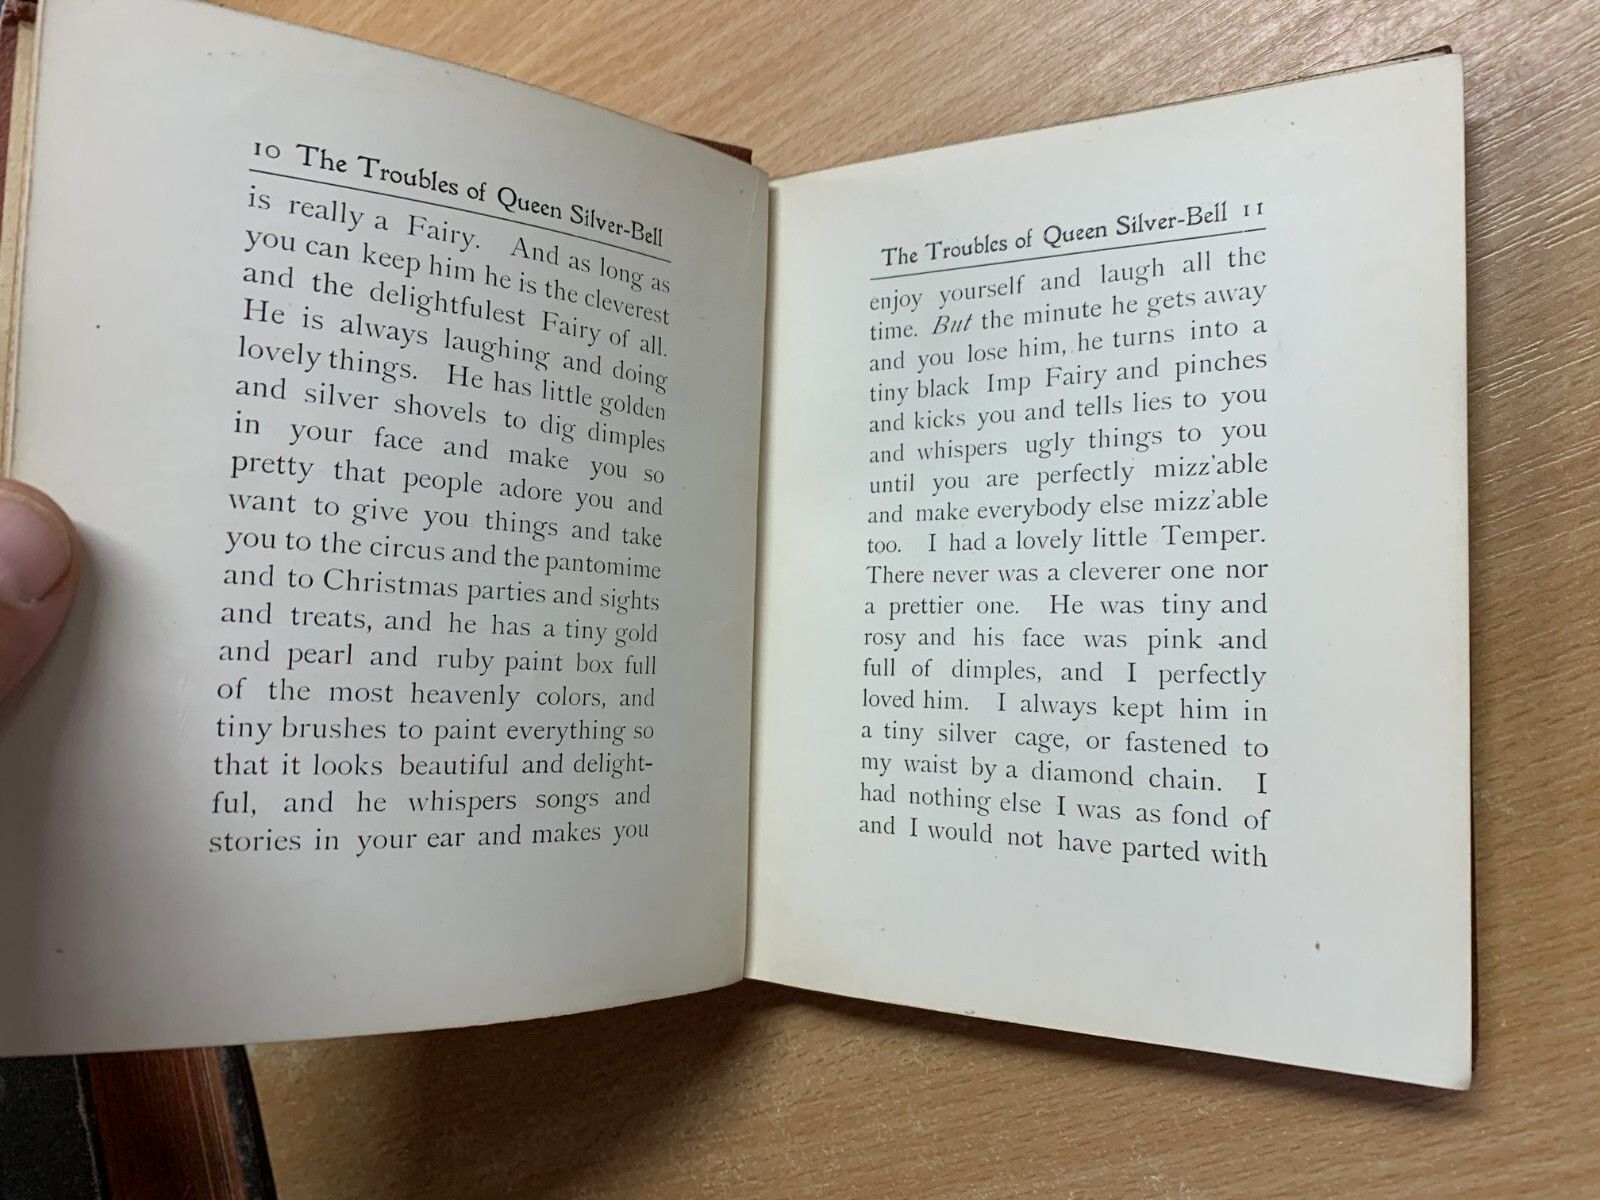 10 The Troubles of Queen Silver-Bell
is really a Fairy. And as long as
you can keep him he is the cleverest
and the delightfulest Fairy of all.
He is always laughing and doing
lovely things. He has little golden
and silver shovels to dig dimples
in your face and make you so
pretty that people adore you and
want to give you things and take
you to the circus and the pantomime
and to Christmas parties and sights
and treats, and he has a tiny gold
and pearl and ruby paint box full
of the most heavenly colors, and
tiny brushes to paint everything so
that it looks beautiful and delight-
ful, and he whispers songs and
stories in your ear and makes you
The Troubles of Queen Silver-Bell 11
enjoy yourself and laugh all the
time. But the minute he gets away
and you lose him, he turns into a
tiny black Imp Fairy and pinches
and kicks you and tells lies to you
and whispers ugly things to you
until you are perfectly mizz'able
and make everybody else mizz'able
too. I had a lovely little Temper.
There never was a cleverer one nor
a prettier one. He was tiny and
rosy and his face was pink and
full of dimples, and I perfectly
loved him. I always kept him in
a tiny silver cage, or fastened to
my waist by a diamond chain. I
had nothing else I was as fond of
and I would not have parted with